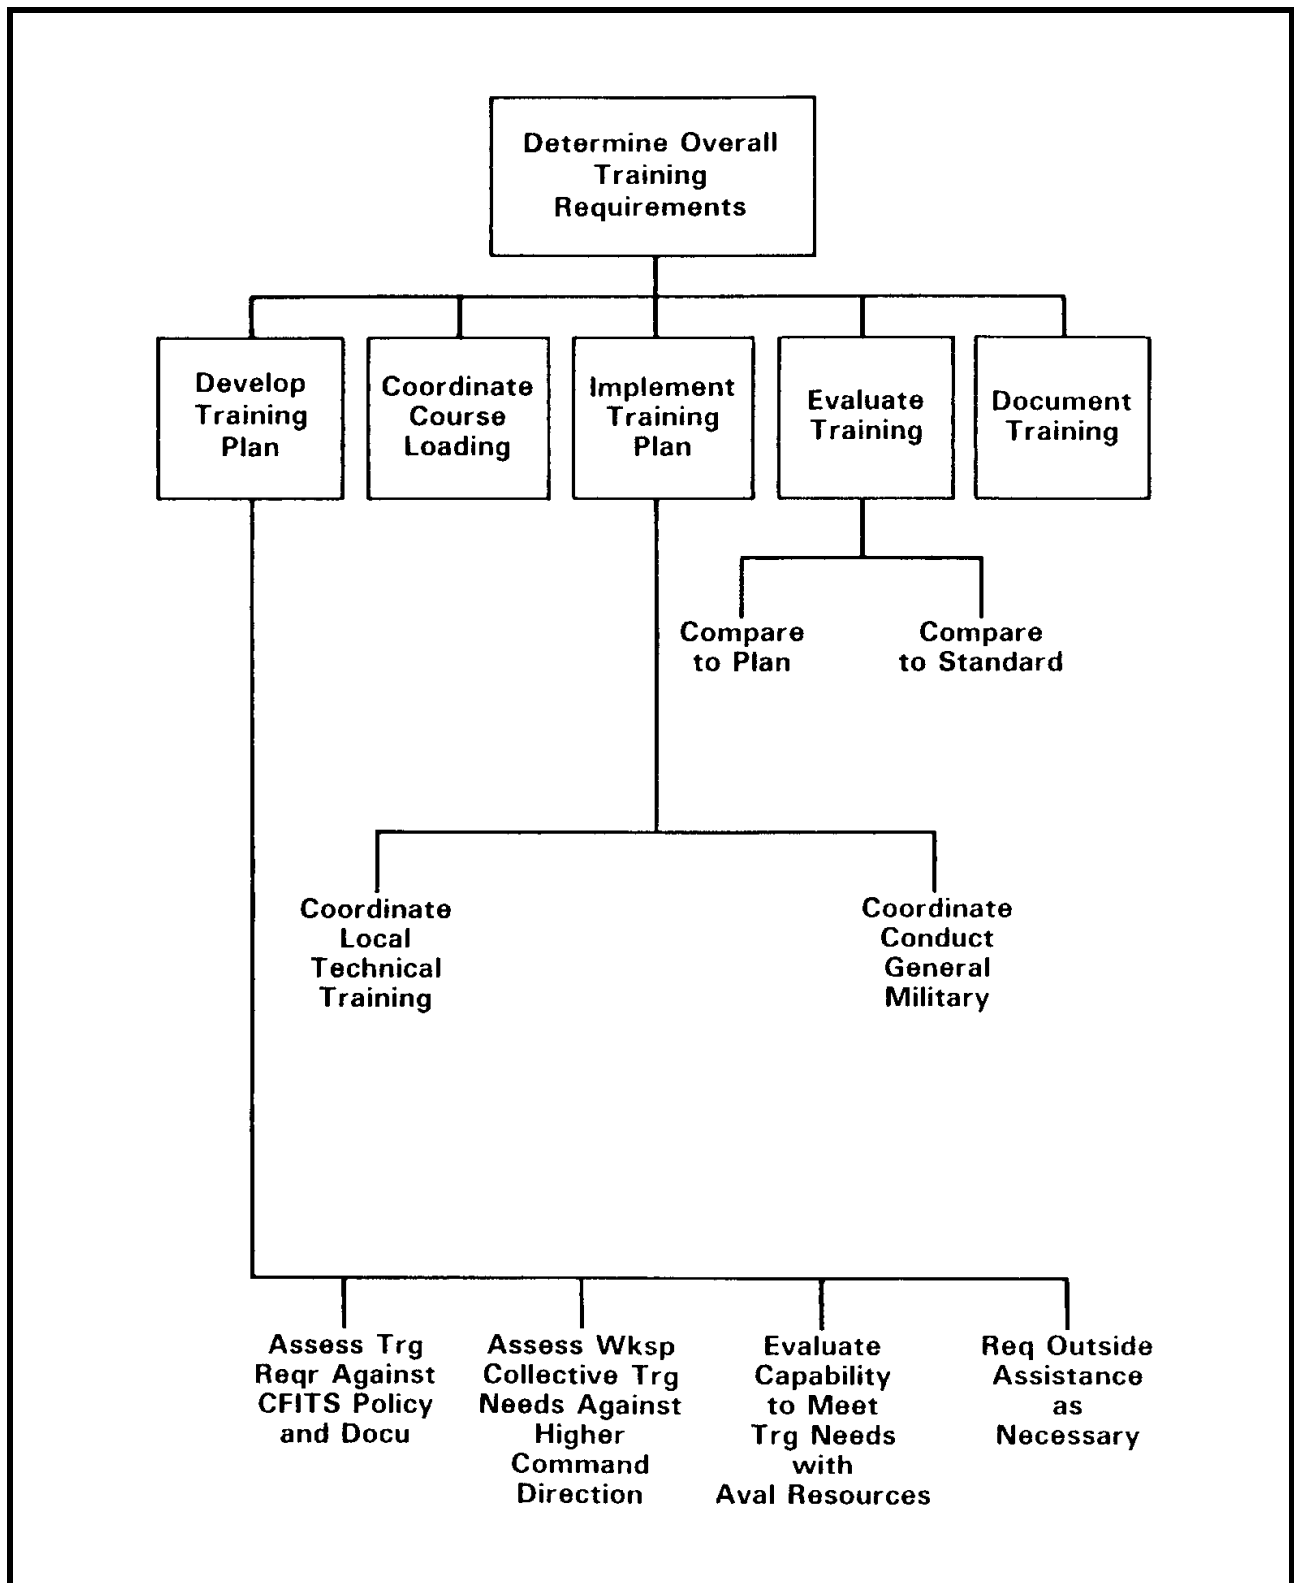 Determine Overall
Training
Requirements
Develop
Training
Plan
Coordinate
Course
Loading
Implement
Training
Plan
Evaluate
Training
Document
Training
Compare
to Plan
Compare
to Standard
Coordinate
Local
Technical
Training
Coordinate
Conduct
General
Military
Assess Trg
Reqr Against
CFITS Policy
and Docu
Assess Wksp
Collective Trg
Needs Against
Higher
Command
Direction
Evaluate
Capability
to Meet
Trg Needs
with
Aval Resources
Req Outside
Assistance
as
Necessary